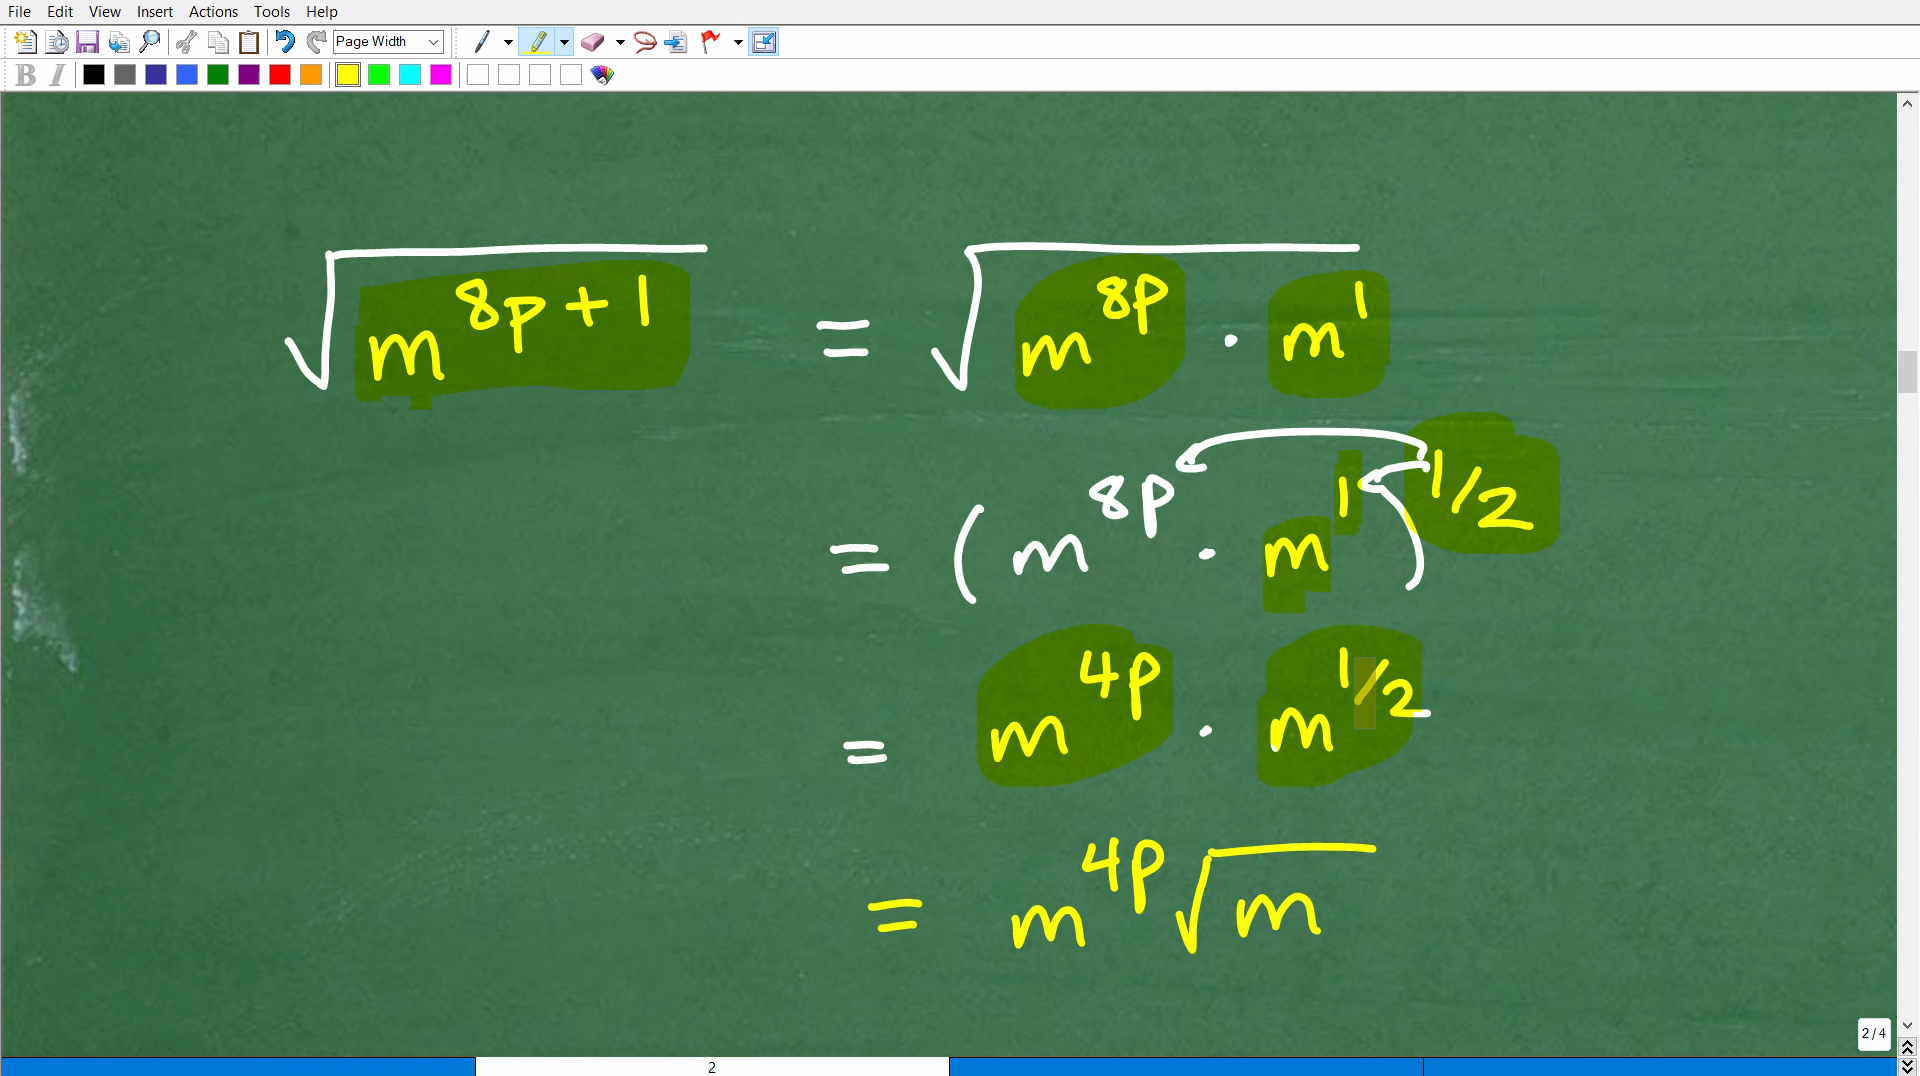 File Edit View Insert Actions Tools Help
Page Width
B I
√(m^(8p+1)) = √(m^(8p) · m^1)
= (m^(8p) · m^1)^(1/2)
= m^(4p) · m^(1/2)
= m^(4p) √m
2 / 4
2